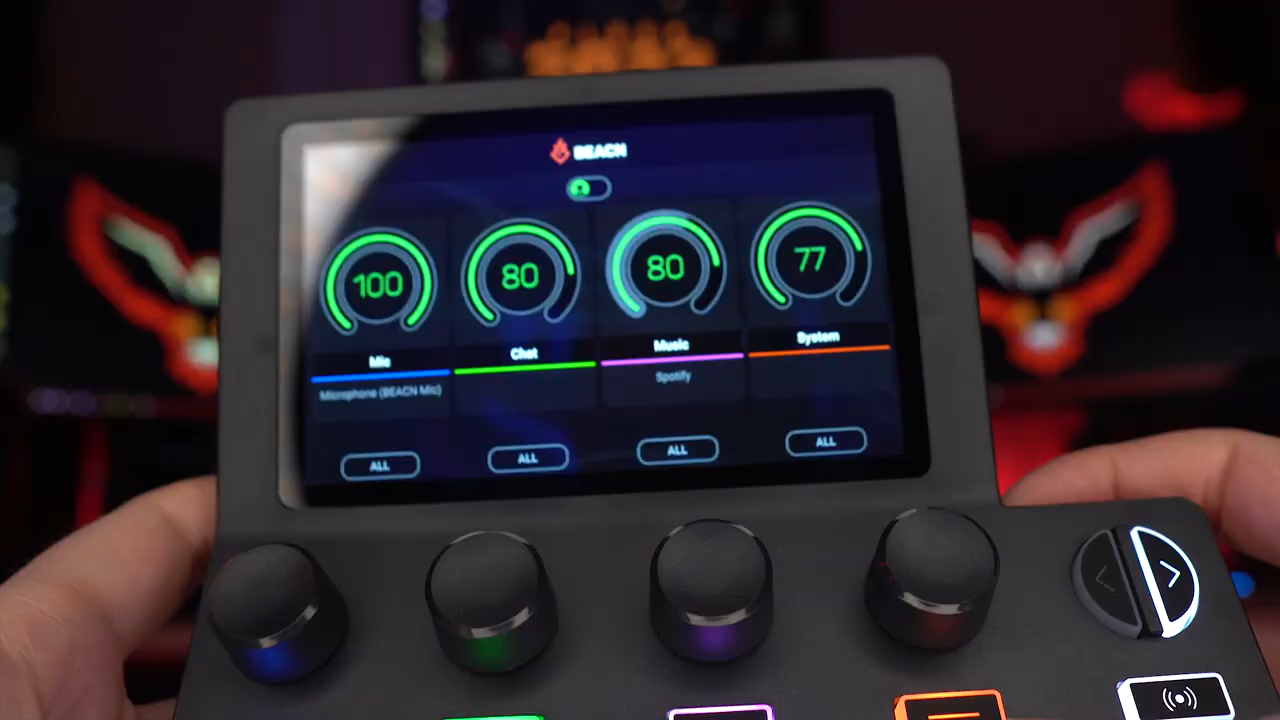 BEACN
100
80
80
77
Mic
Chat
Music
System
Microphone (BEACN Mic)
Spotify
ALL
ALL
ALL
ALL